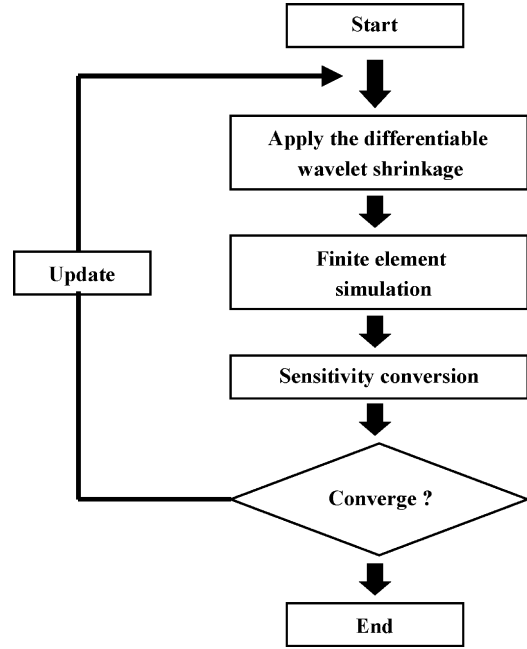 Start
Apply the differentiable
wavelet shrinkage
Finite element
simulation
Update
Sensitivity conversion
Converge ?
End